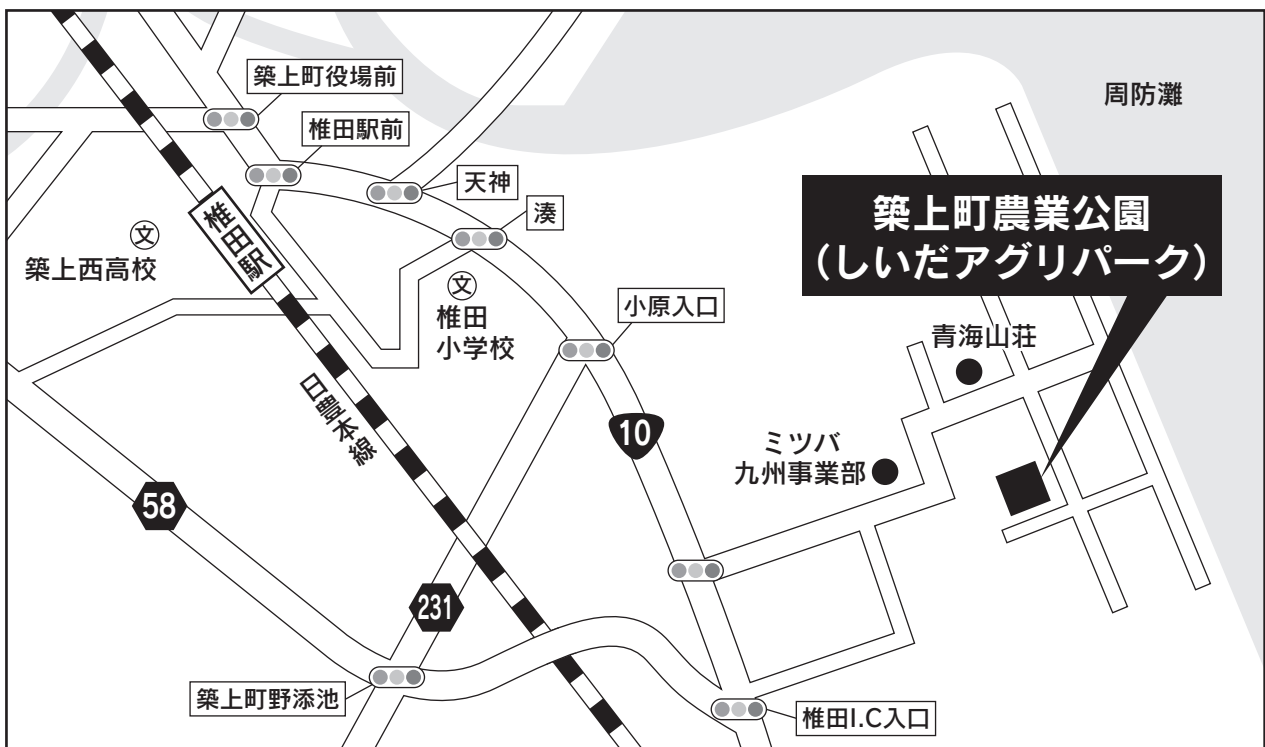 築上町役場前
周防灘
椎田駅前
天神
築上町農業公園
（しいだアグリパーク）
湊
文
築上西高校
椎田駅
文
椎田
小学校
小原入口
青海山荘
日豊本線
10
ミツバ
九州事業部
58
231
築上町野添池
椎田I.C入口